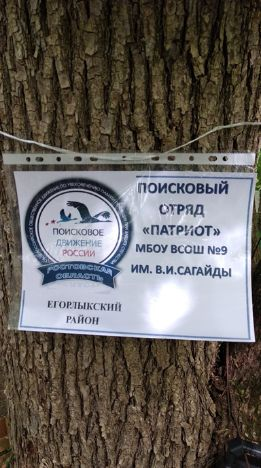 ПОИСКОВЫЙ
ОТРЯД
«ПАТРИОТ»
МБОУ ВСОШ №9
ИМ. В.И.САГАЙДЫ
ПОИСКОВОЕ
ДВИЖЕНИЕ
РОССИИ
РОСТОВСКАЯ
ОБЛАСТЬ
ЕГОРЛЫКСКИЙ
РАЙОН